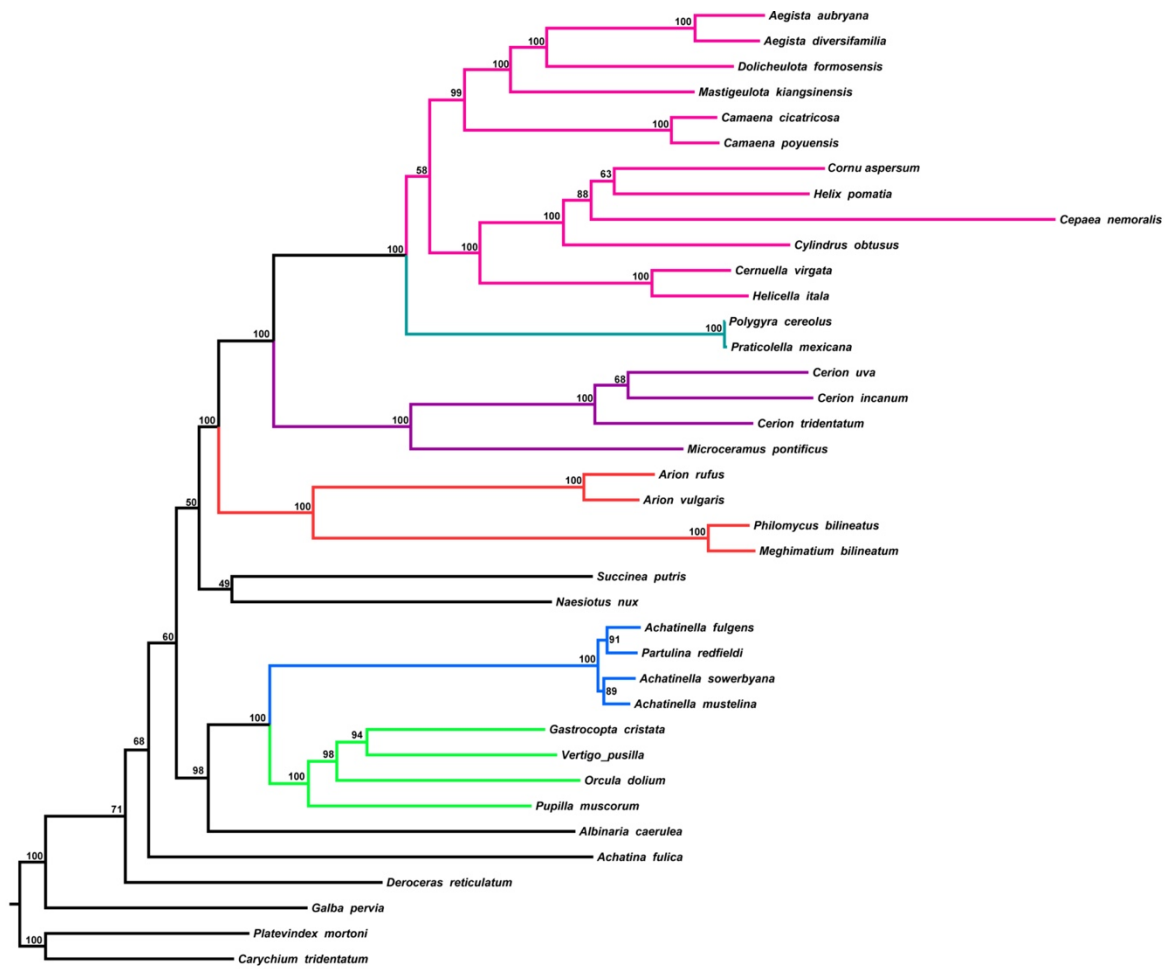 Aegista aubryana
100
Aegista diversifamilia
100
Dolicheulota formosensis
100
Mastigeulota kiangsinensis
99
Camaena cicatricosa
100
Camaena poyuensis
58
Cornu aspersum
63
Helix pomatia
88
Cepaea nemoralis
100
Cylindrus obtusus
100
100
Cernuella virgata
100
Helicella itala
Polygyra cereolus
100
Praticolella mexicana
100
Cerion uva
68
Cerion incanum
100
Cerion tridentatum
100
100
Microceramus pontificus
Arion rufus
100
Arion vulgaris
100
Philomycus bilineatus
100
Meghimatium bilineatum
50
Succinea putris
49
Naesiotus nux
Achatinella fulgens
91
60
Partulina redfieldi
100
Achatinella sowerbyana
89
Achatinella mustelina
100
Gastrocopta cristata
94
68
Vertigo_pusilla
98
Orcula dolium
100
98
Pupilla muscorum
71
Albinaria caerulea
Achatina fulica
100
Deroceras reticulatum
Galba pervia
Platevindex mortoni
100
Carychium tridentatum